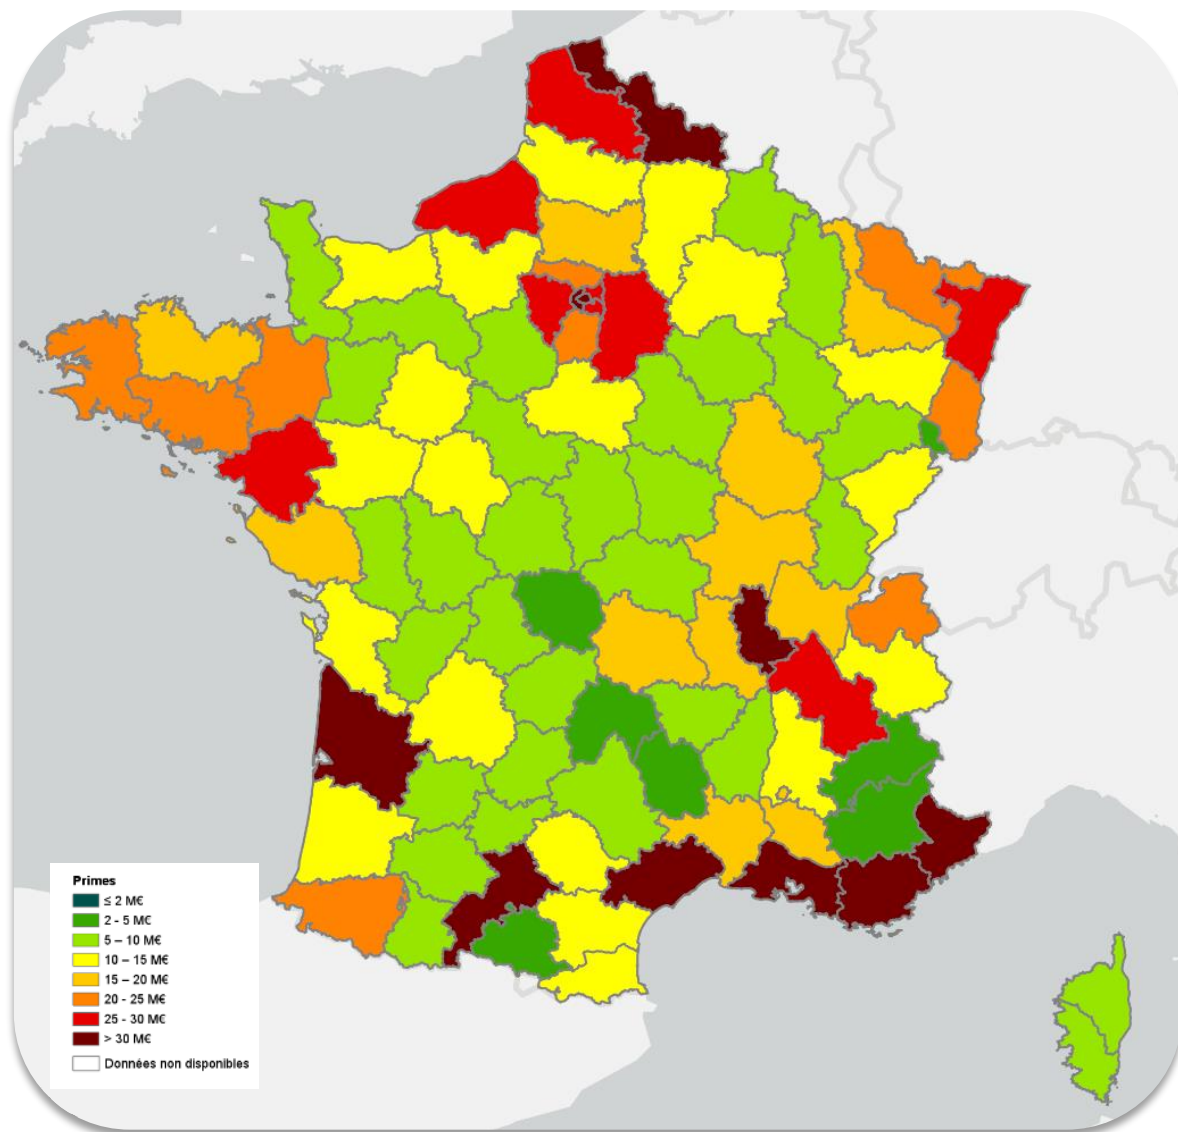 Primes
≤ 2 M€
2 - 5 M€
5 – 10 M€
10 – 15 M€
15 – 20 M€
20 - 25 M€
25 - 30 M€
> 30 M€
Données non disponibles